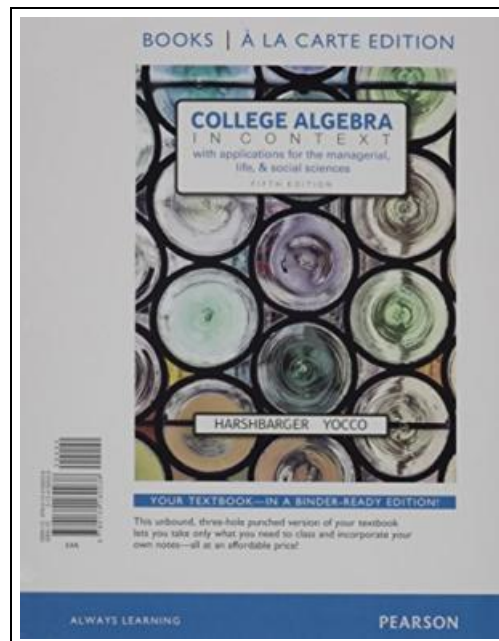 BOOKS | À LA CARTE EDITION
COLLEGE ALGEBRA
IN CONTEXT
with applications for the managerial,
life, & social sciences
FIFTH EDITION
HARSHBARGER YOCCO
YOUR TEXTBOOK—IN A BINDER-READY EDITION!
This unbound, three-hole punched version of your textbook
lets you take only what you need to class and incorporate your
own notes—all at an affordable price!
ALWAYS LEARNING
PEARSON